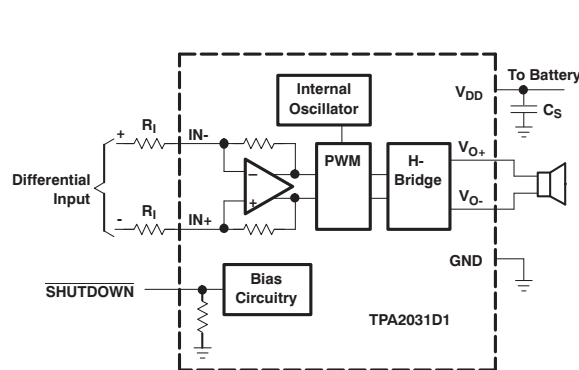 To Battery
Internal
Oscillator
V_DD
C_S
+
R_I
IN-
PWM
H-
Bridge
V_O+
Differential
Input
−
+
V_O-
-
R_I
IN+
GND
SHUTDOWN
Bias
Circuitry
TPA2031D1